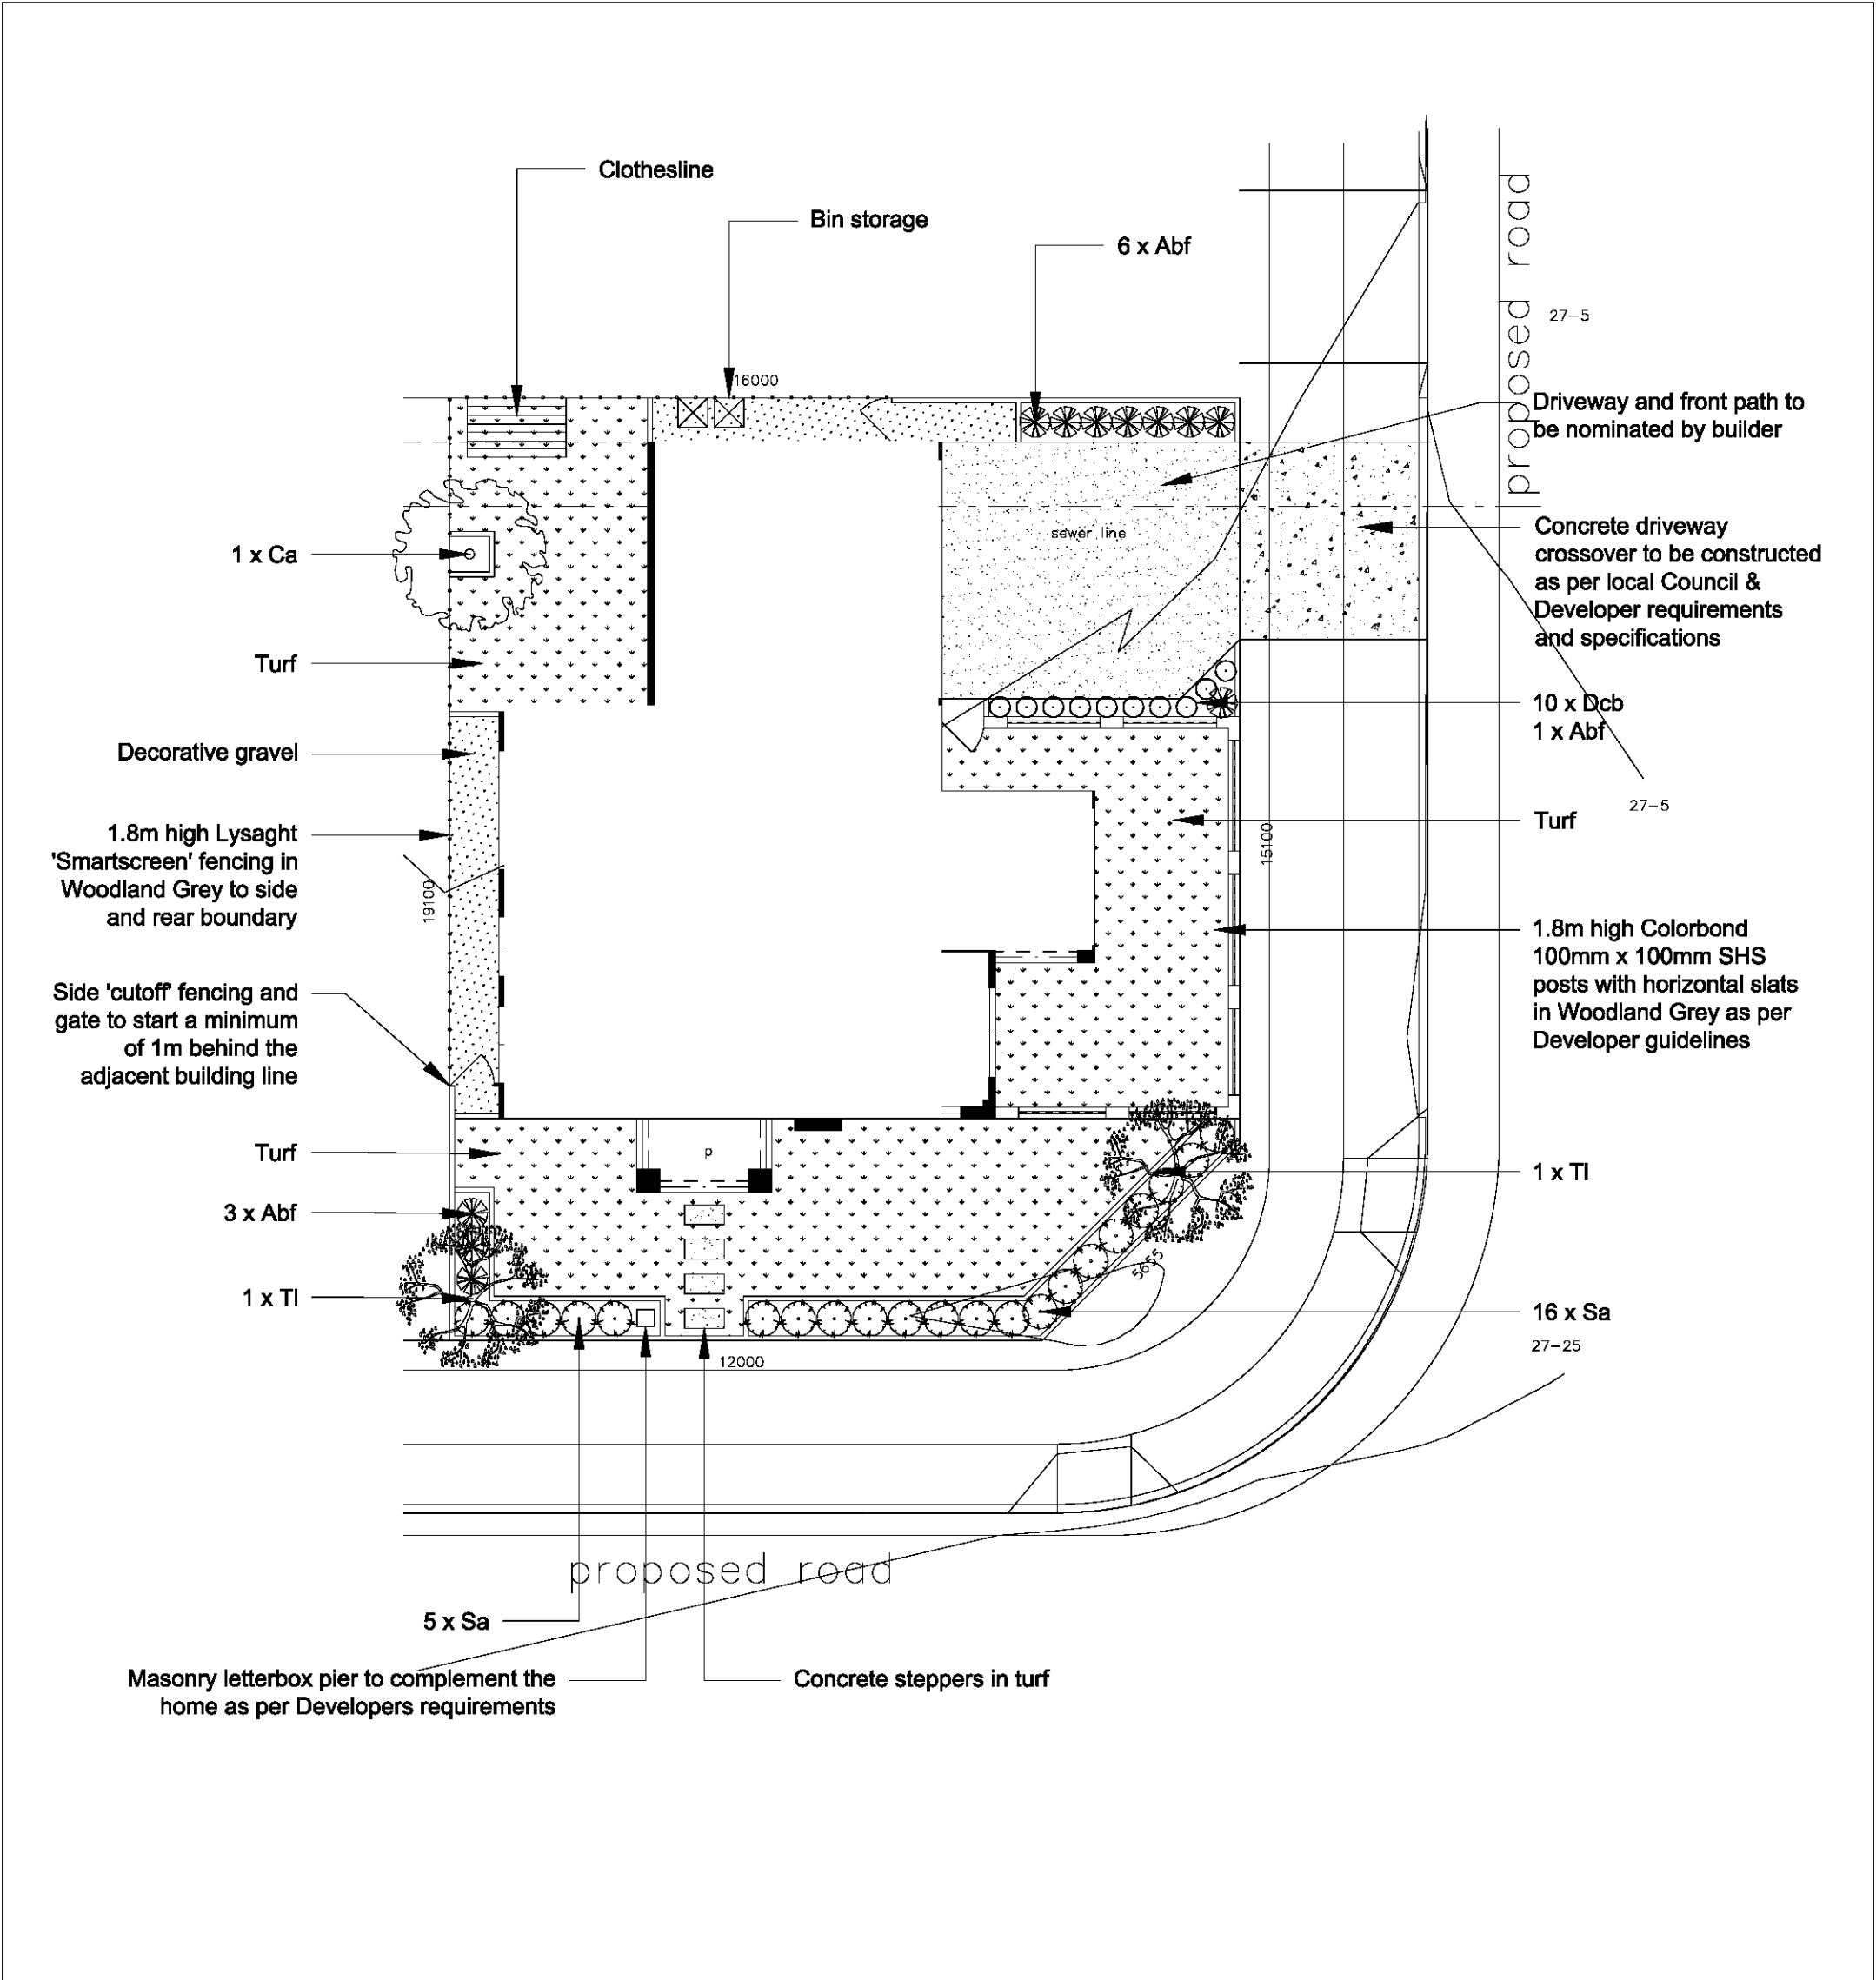 Clothesline
Bin storage
6 x Abf
proposed road
27-5
16000
Driveway and front path to
be nominated by builder
sewer line
Concrete driveway
crossover to be constructed
as per local Council &
Developer requirements
and specifications
1 x Ca
Turf
10 x Dcb
1 x Abf
Decorative gravel
27-5
Turf
15100
1.8m high Lysaght
'Smartscreen' fencing in
Woodland Grey to side
and rear boundary
19100
1.8m high Colorbond
100mm x 100mm SHS
posts with horizontal slats
in Woodland Grey as per
Developer guidelines
Side 'cutoff' fencing and
gate to start a minimum
of 1m behind the
adjacent building line
Turf
p
1 x Tl
3 x Abf
5655
1 x Tl
16 x Sa
27-25
12000
proposed road
5 x Sa
Masonry letterbox pier to complement the
home as per Developers requirements
Concrete steppers in turf